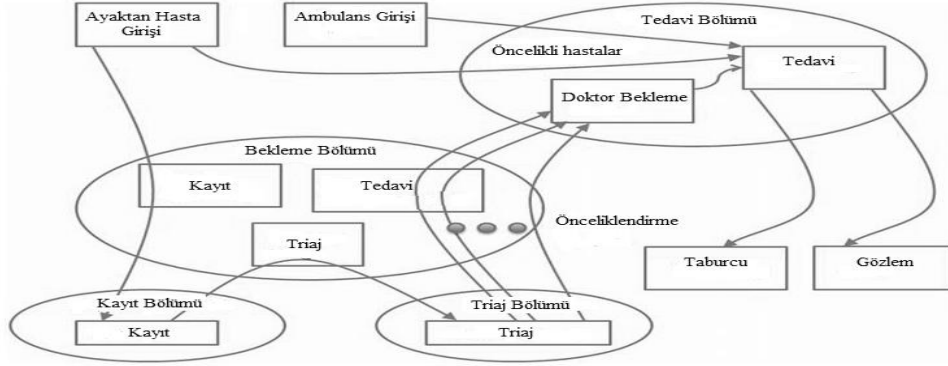 Ayaktan Hasta
Girişi
Ambulans Girişi
Tedavi Bölümü
Öncelikli hastalar
Tedavi
Doktor Bekleme
Bekleme Bölümü
Kayıt
Tedavi
Triaj
Önceliklendirme
Taburcu
Gözlem
Kayıt Bölümü
Kayıt
Triaj Bölümü
Triaj